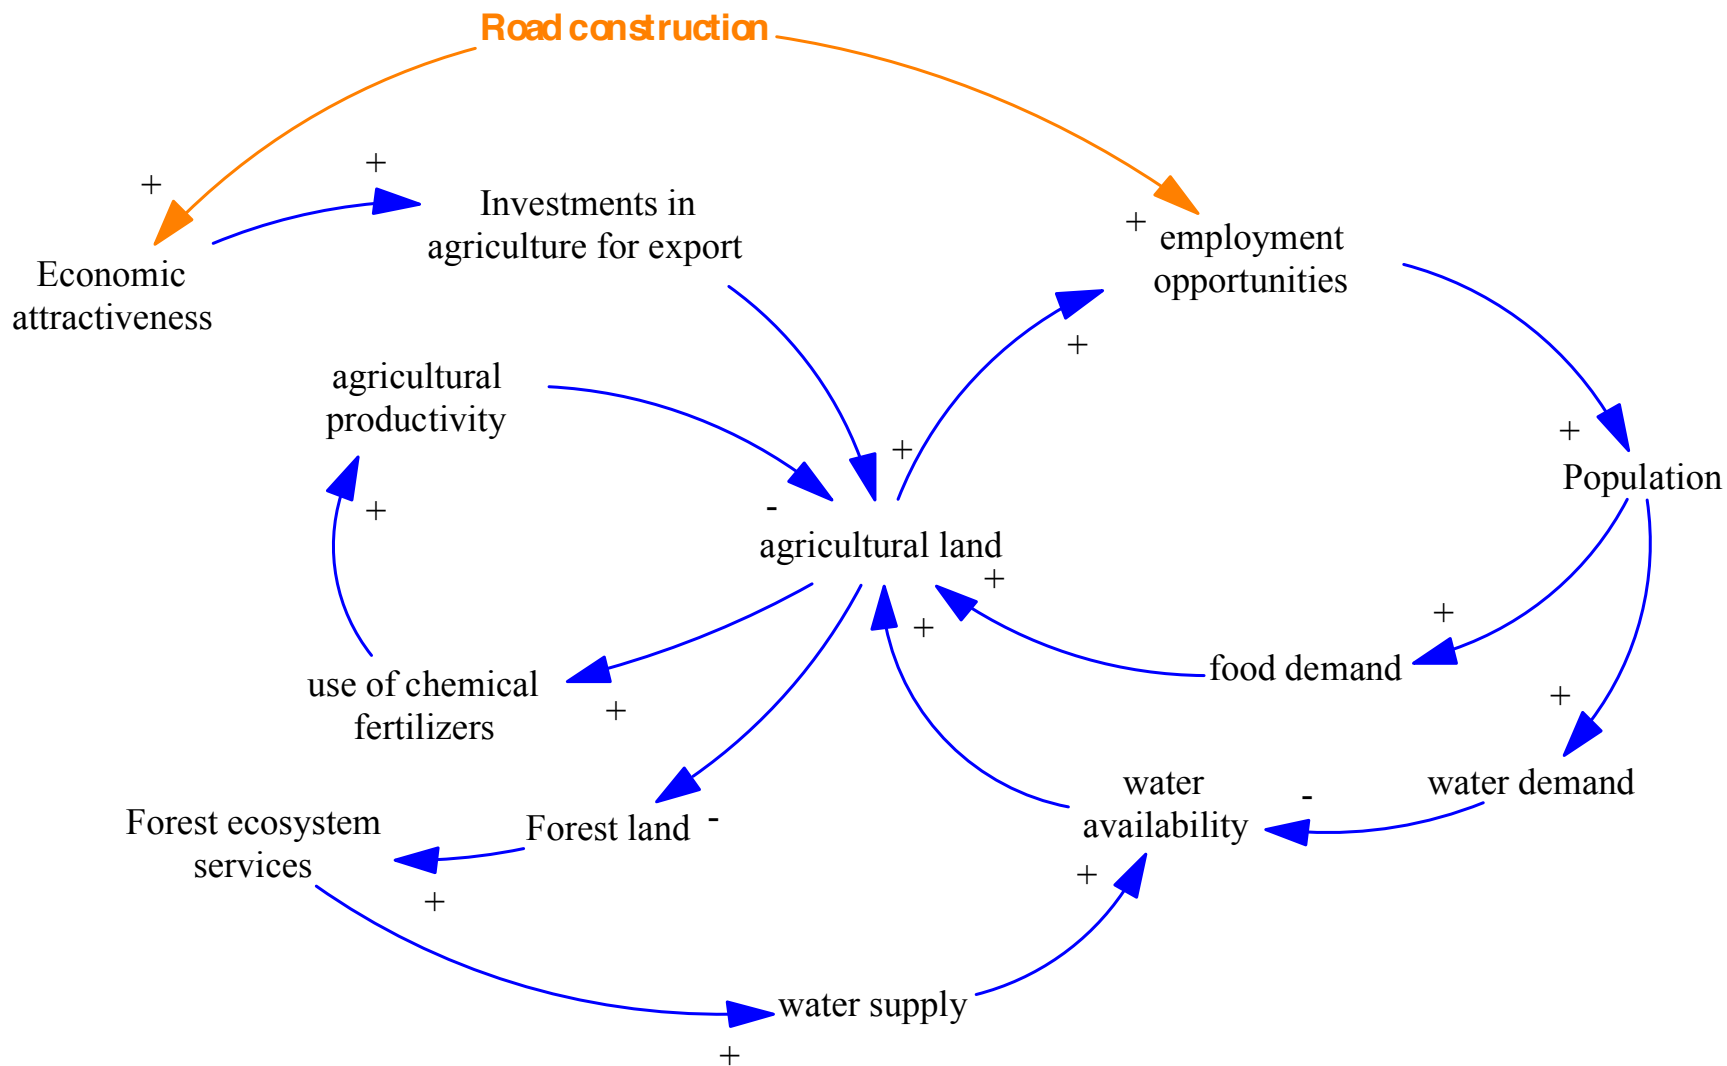 Road construction
+
+
Investments in
agriculture for export
+
employment
opportunities
Economic
attractiveness
+
agricultural
productivity
+
+
Population
+
-
agricultural land
+
+
+
+
food demand
use of chemical
fertilizers
+
+
water demand
water
availability
-
Forest ecosystem
services
Forest land
-
+
+
water supply
+